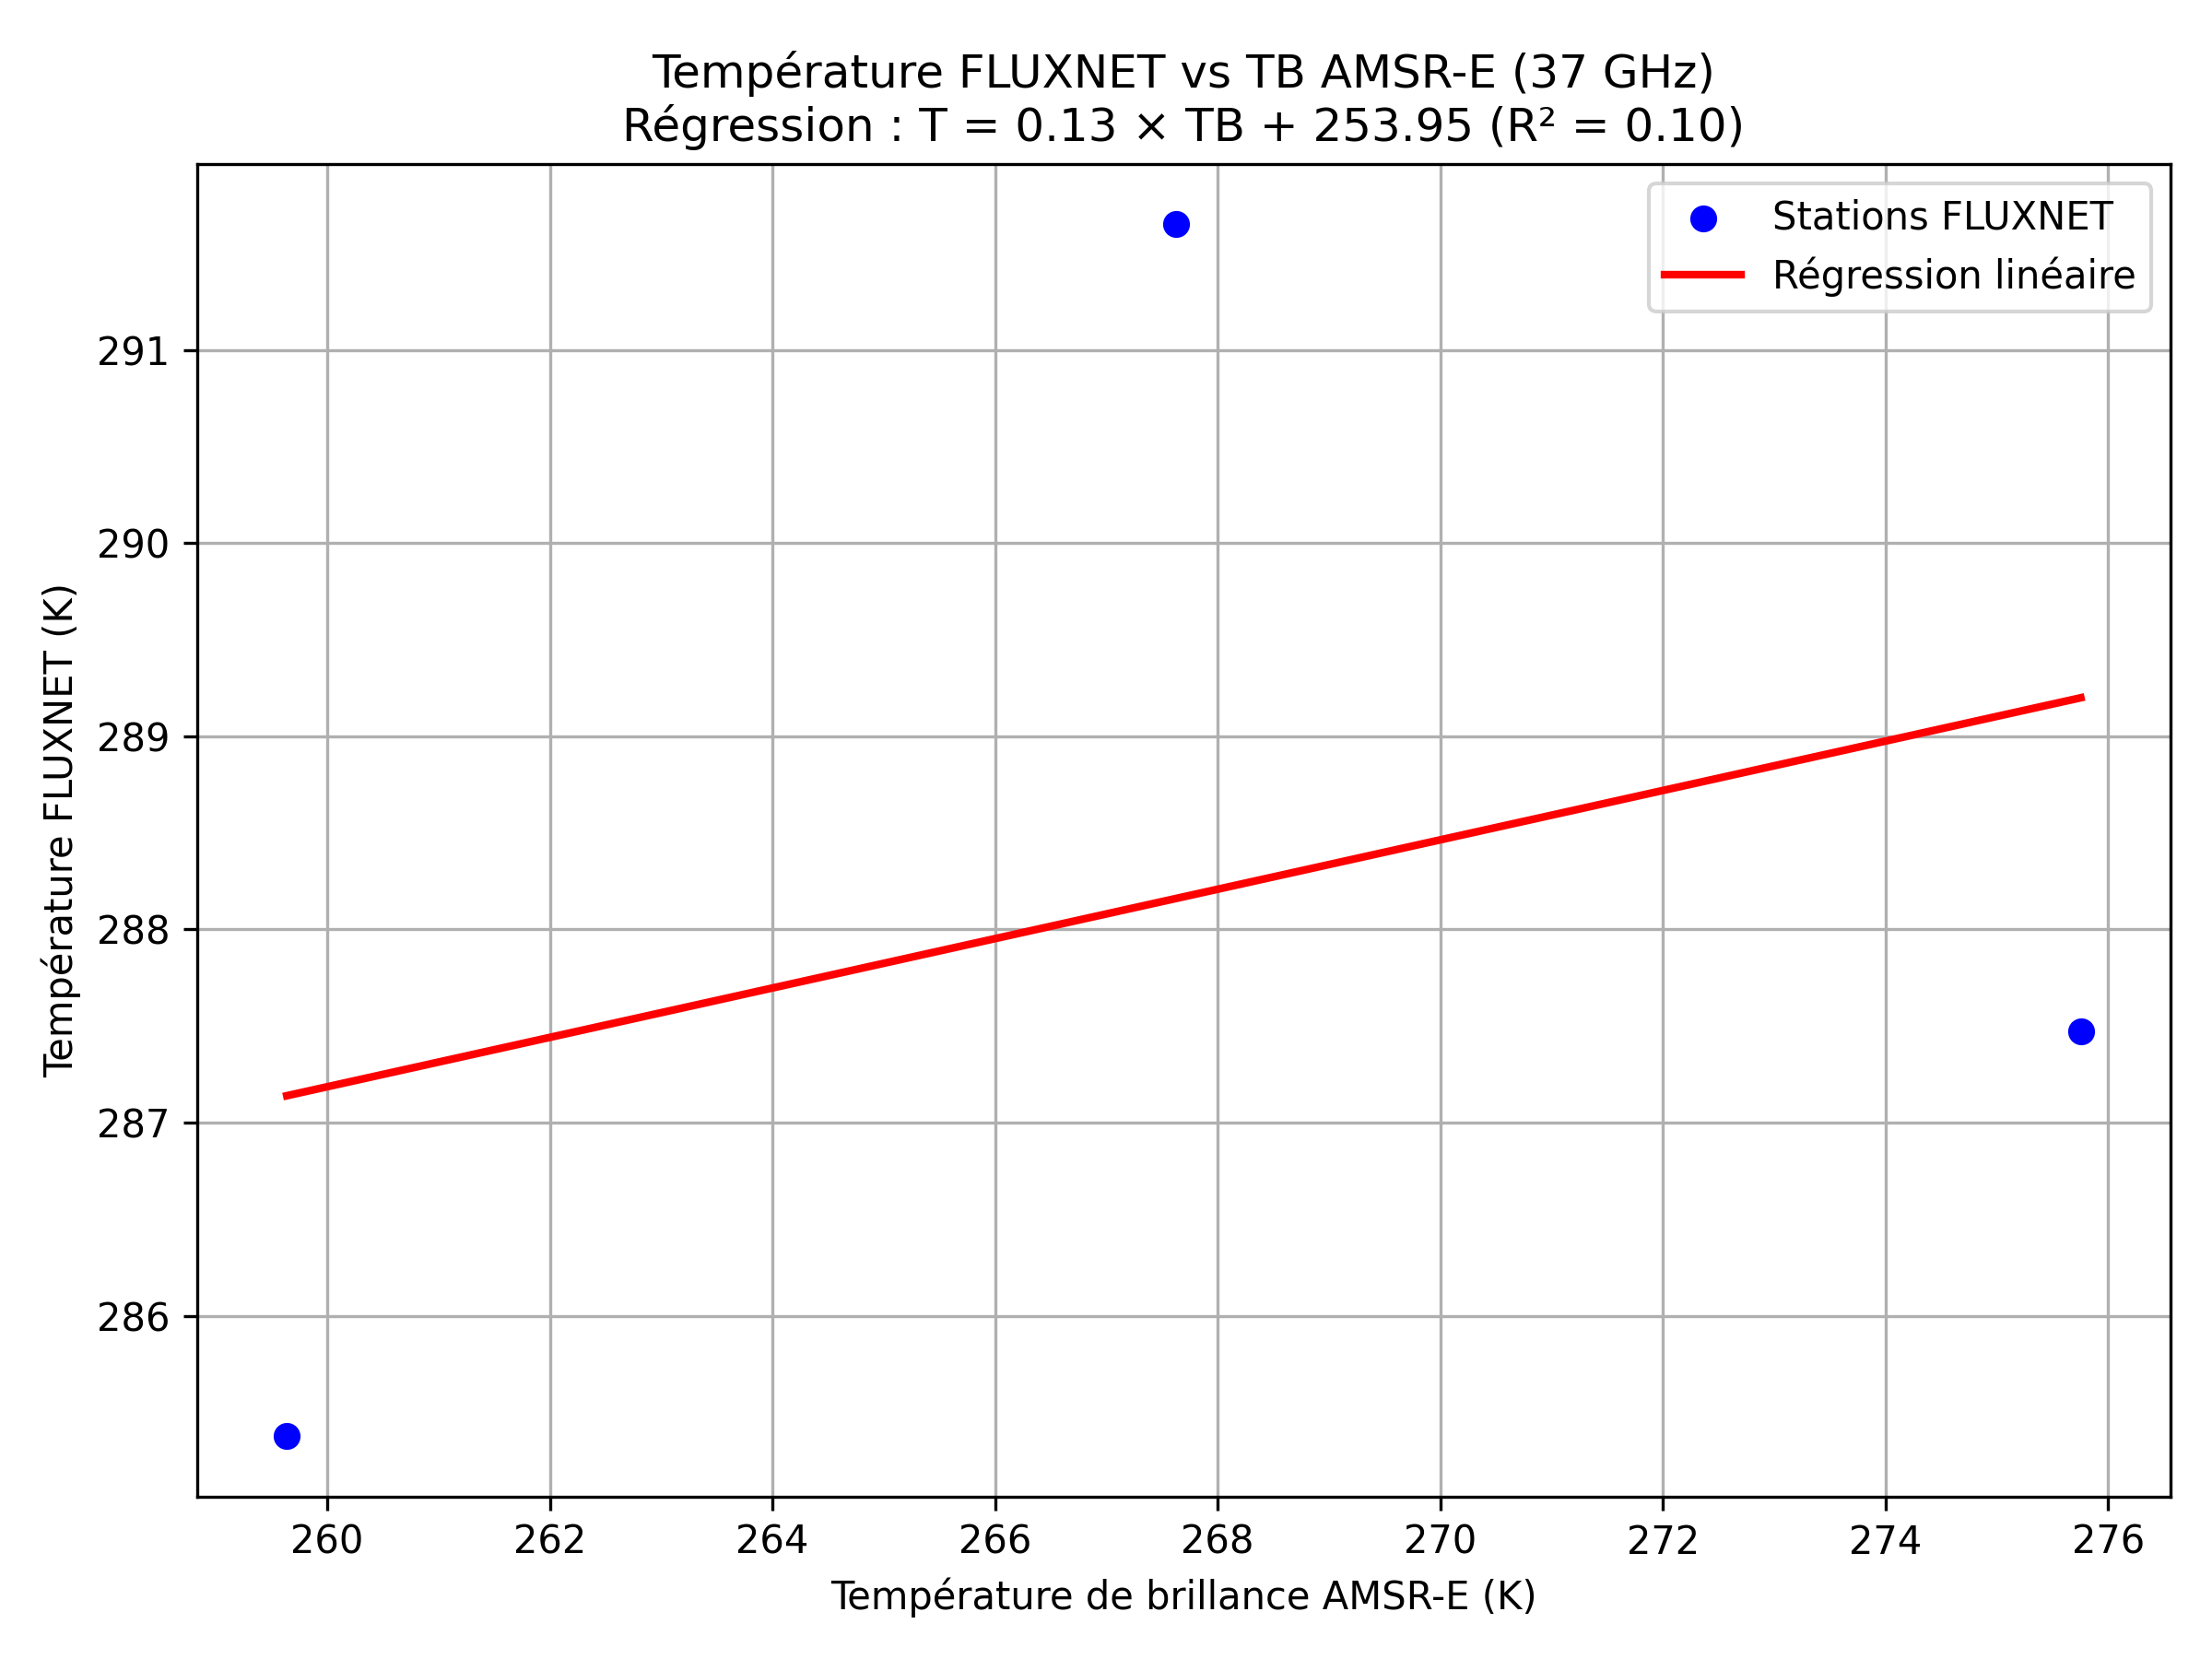 Température FLUXNET vs TB AMSR-E (37 GHz)
Régression : T = 0.13 × TB + 253.95 (R² = 0.10)
Stations FLUXNET
Régression linéaire
Température FLUXNET (K)
291
290
289
288
287
286
260 262 264 266 268 270 272 274 276
Température de brillance AMSR-E (K)